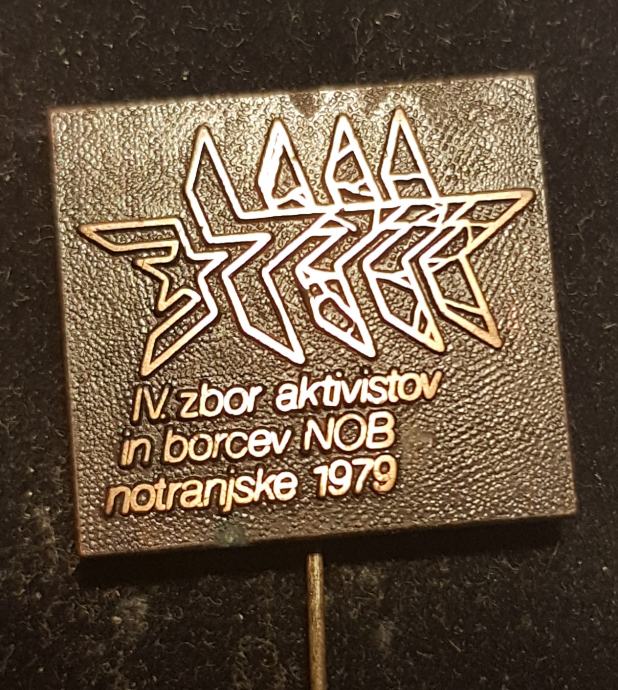 IV. zbor aktivistov
in borcev NOB
notranjske 1979